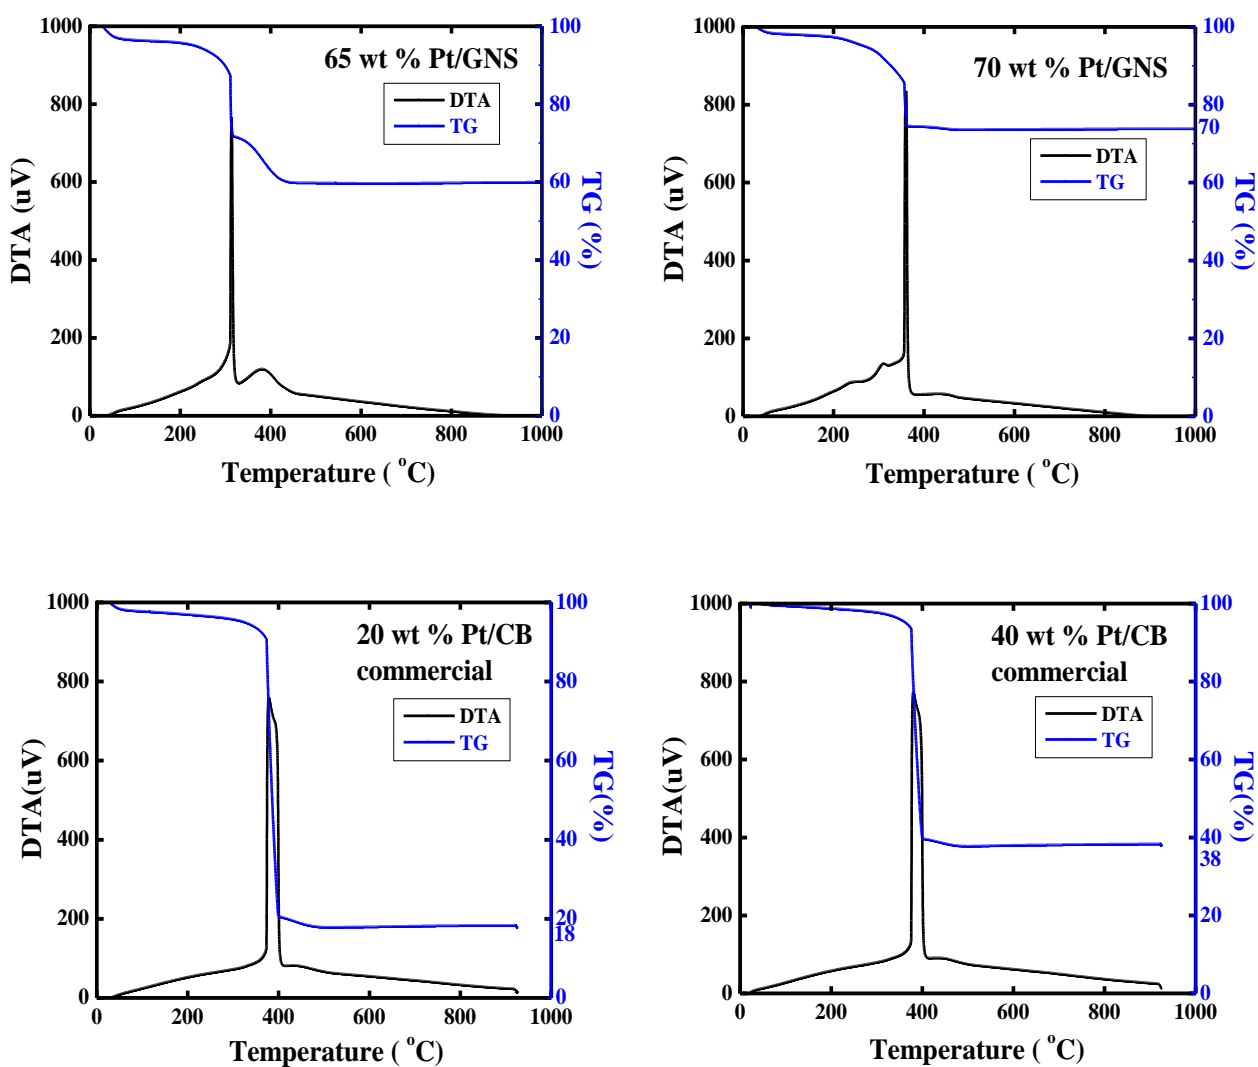 1000
800
600
400
200
0
DTA (uV)
65 wt % Pt/GNS
DTA
TG
100
80
60
40
20
0
TG (%)
0 200 400 600 800 1000
Temperature ( °C)
1000
800
600
400
200
0
DTA (uV)
70 wt % Pt/GNS
DTA
TG
100
80
70
60
40
20
0
TG (%)
0 200 400 600 800 1000
Temperature ( °C)
1000
800
600
400
200
0
DTA(uV)
20 wt % Pt/CB
commercial
DTA
TG
100
80
60
40
20
18
0
TG(%)
0 200 400 600 800 1000
Temperature ( °C)
1000
800
600
400
200
0
DTA(uV)
40 wt % Pt/CB
commercial
DTA
TG
100
80
60
40
38
20
0
TG(%)
0 200 400 600 800 1000
Temperature ( °C)